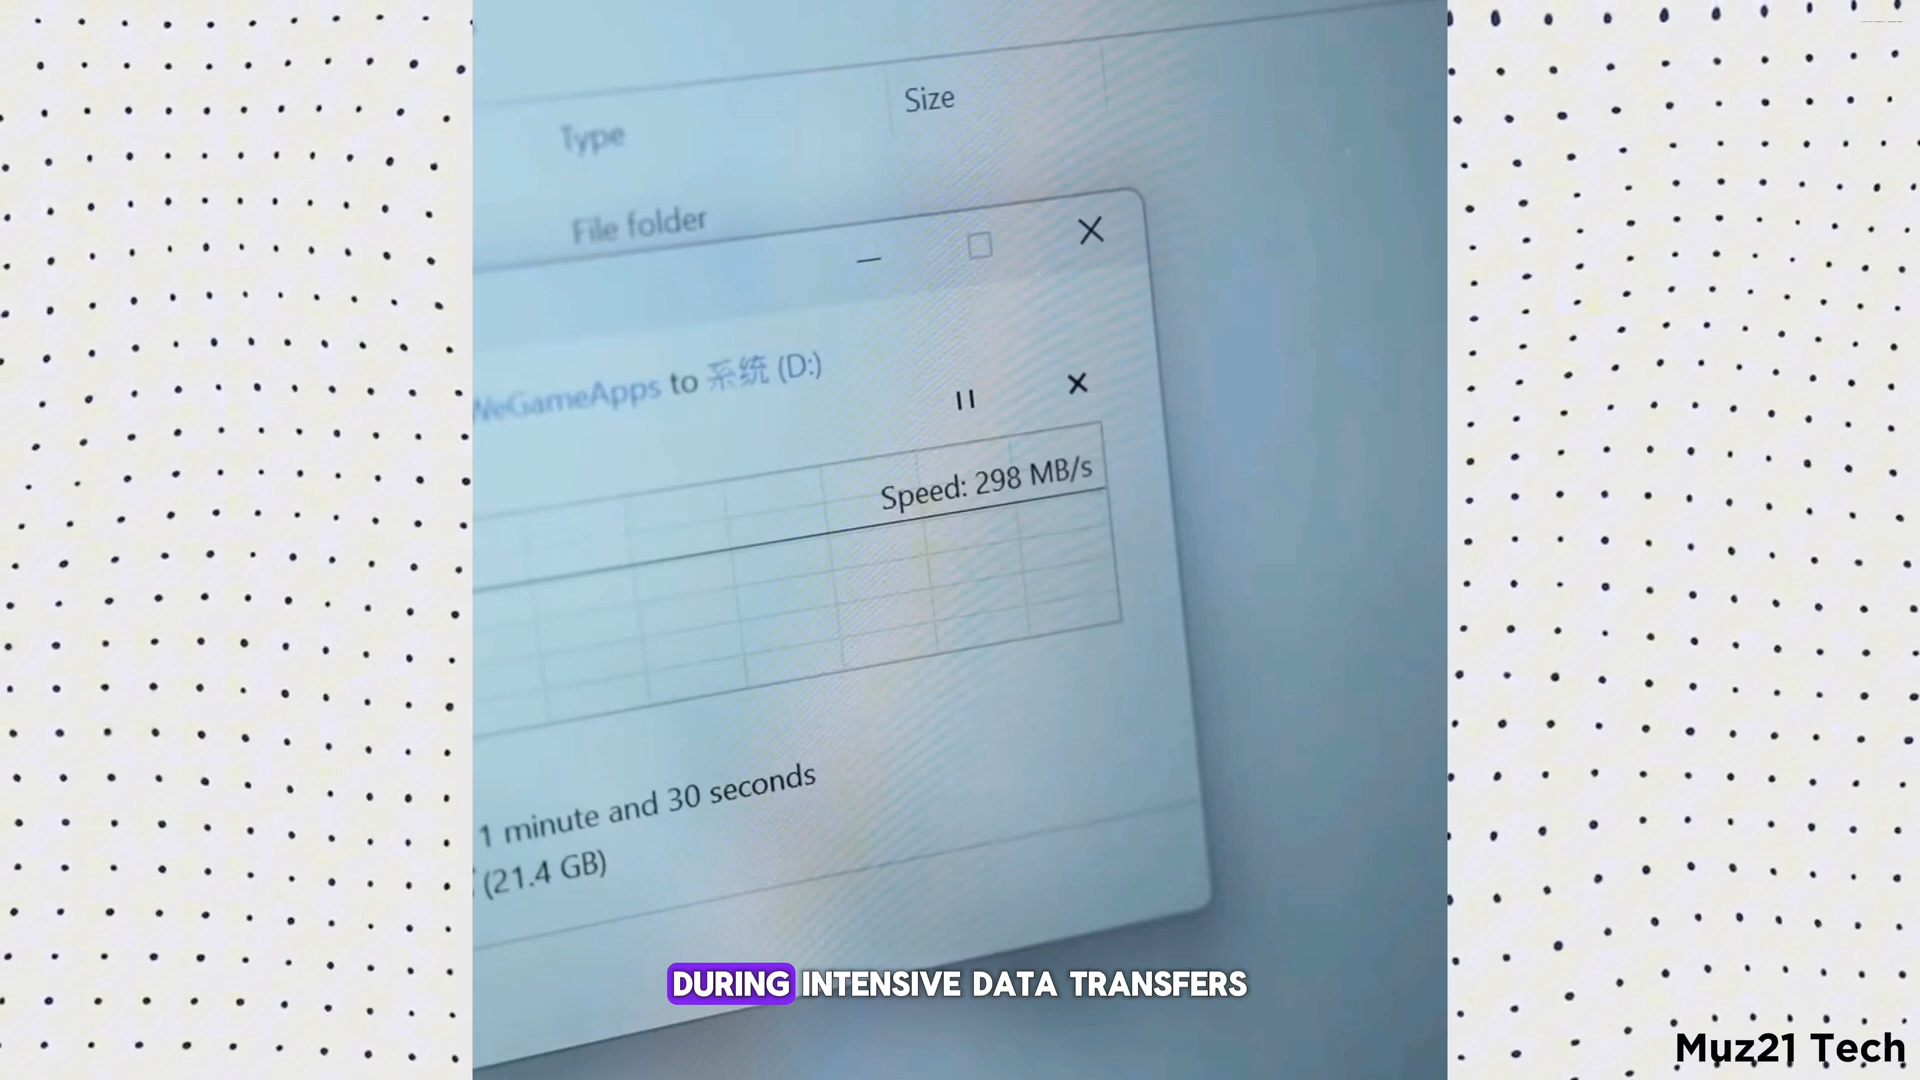 Size
Type
File folder
WeGameApps to 系统 (D:)
Speed: 298 MB/s
1 minute and 30 seconds
(21.4 GB)
DURING INTENSIVE DATA TRANSFERS
Muz21 Tech